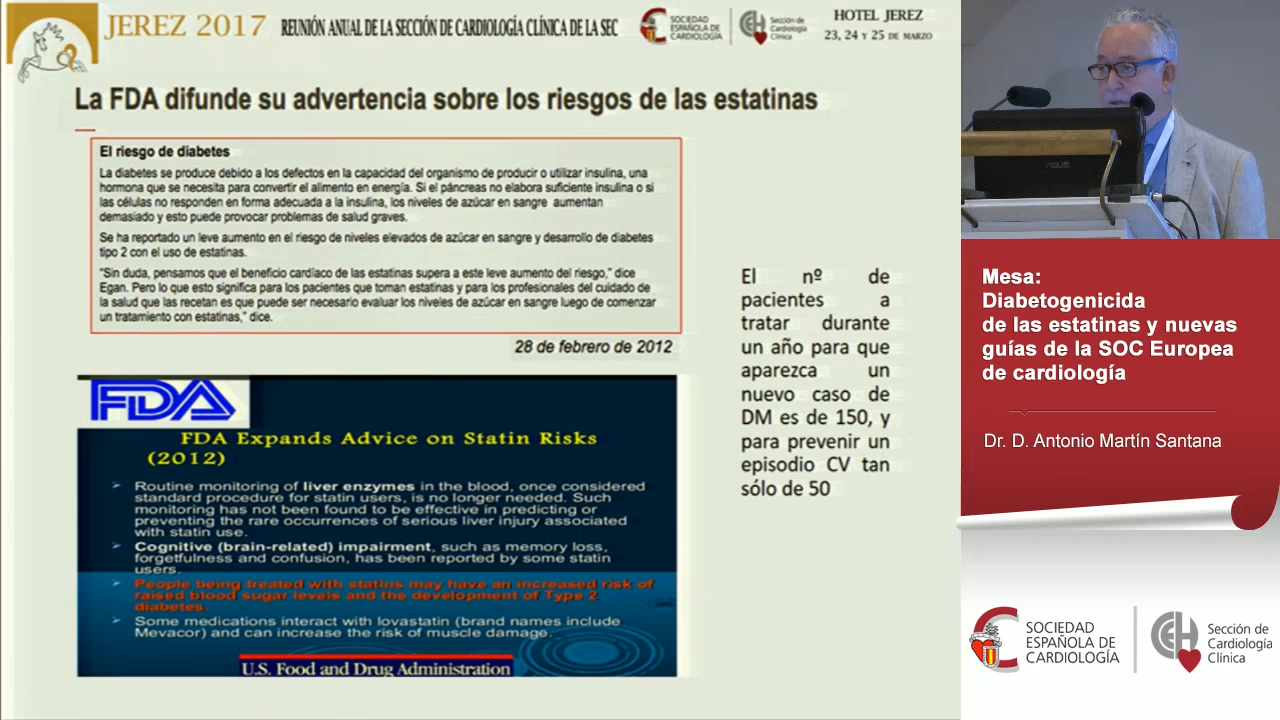 JEREZ 2017
REUNIÓN ANUAL DE LA SECCIÓN DE CARDIOLOGÍA CLÍNICA DE LA SEC
SOCIEDAD
ESPAÑOLA DE
CARDIOLOGÍA
Sección de
Cardiología
Clínica
HOTEL JEREZ
23, 24 Y 25 DE MARZO
La FDA difunde su advertencia sobre los riesgos de las estatinas
El riesgo de diabetes
La diabetes se produce debido a los defectos en la capacidad del organismo de producir o utilizar insulina, una
hormona que se necesita para convertir el alimento en energía. Si el páncreas no elabora suficiente insulina o si
las células no responden en forma adecuada a la insulina, los niveles de azúcar en sangre aumentan
demasiado y esto puede provocar problemas de salud graves.
Se ha reportado un leve aumento en el riesgo de niveles elevados de azúcar en sangre y desarrollo de diabetes
tipo 2 con el uso de estatinas.
"Sin duda, pensamos que el beneficio cardíaco de las estatinas supera a este leve aumento del riesgo," dice
Egan. Pero lo que esto significa para los pacientes que toman estatinas y para los profesionales del cuidado de
la salud que las recetan es que puede ser necesario evaluar los niveles de azúcar en sangre luego de comenzar
un tratamiento con estatinas," dice.
28 de febrero de 2012
FDA
FDA Expands Advice on Statin Risks
(2012)
Routine monitoring of liver enzymes in the blood, once considered
standard procedure for statin users, is no longer needed. Such
monitoring has not been found to be effective in predicting or
preventing the rare occurrences of serious liver injury associated
with statin use.
Cognitive (brain-related) impairment, such as memory loss,
forgetfulness and confusion, has been reported by some statin
users.
People being treated with statins may have an increased risk of
raised blood sugar levels and the development of Type 2
diabetes.
Some medications interact with lovastatin (brand names include
Mevacor) and can increase the risk of muscle damage.
U.S. Food and Drug Administration
El nº de
pacientes a
tratar durante
un año para que
aparezca un
nuevo caso de
DM es de 150, y
para prevenir un
episodio CV tan
sólo de 50
ASUS
Mesa:
Diabetogenicida
de las estatinas y nuevas
guías de la SOC Europea
de cardiología
Dr. D. Antonio Martín Santana
SOCIEDAD
ESPAÑOLA DE
CARDIOLOGÍA
Sección de
Cardiología
Clínica